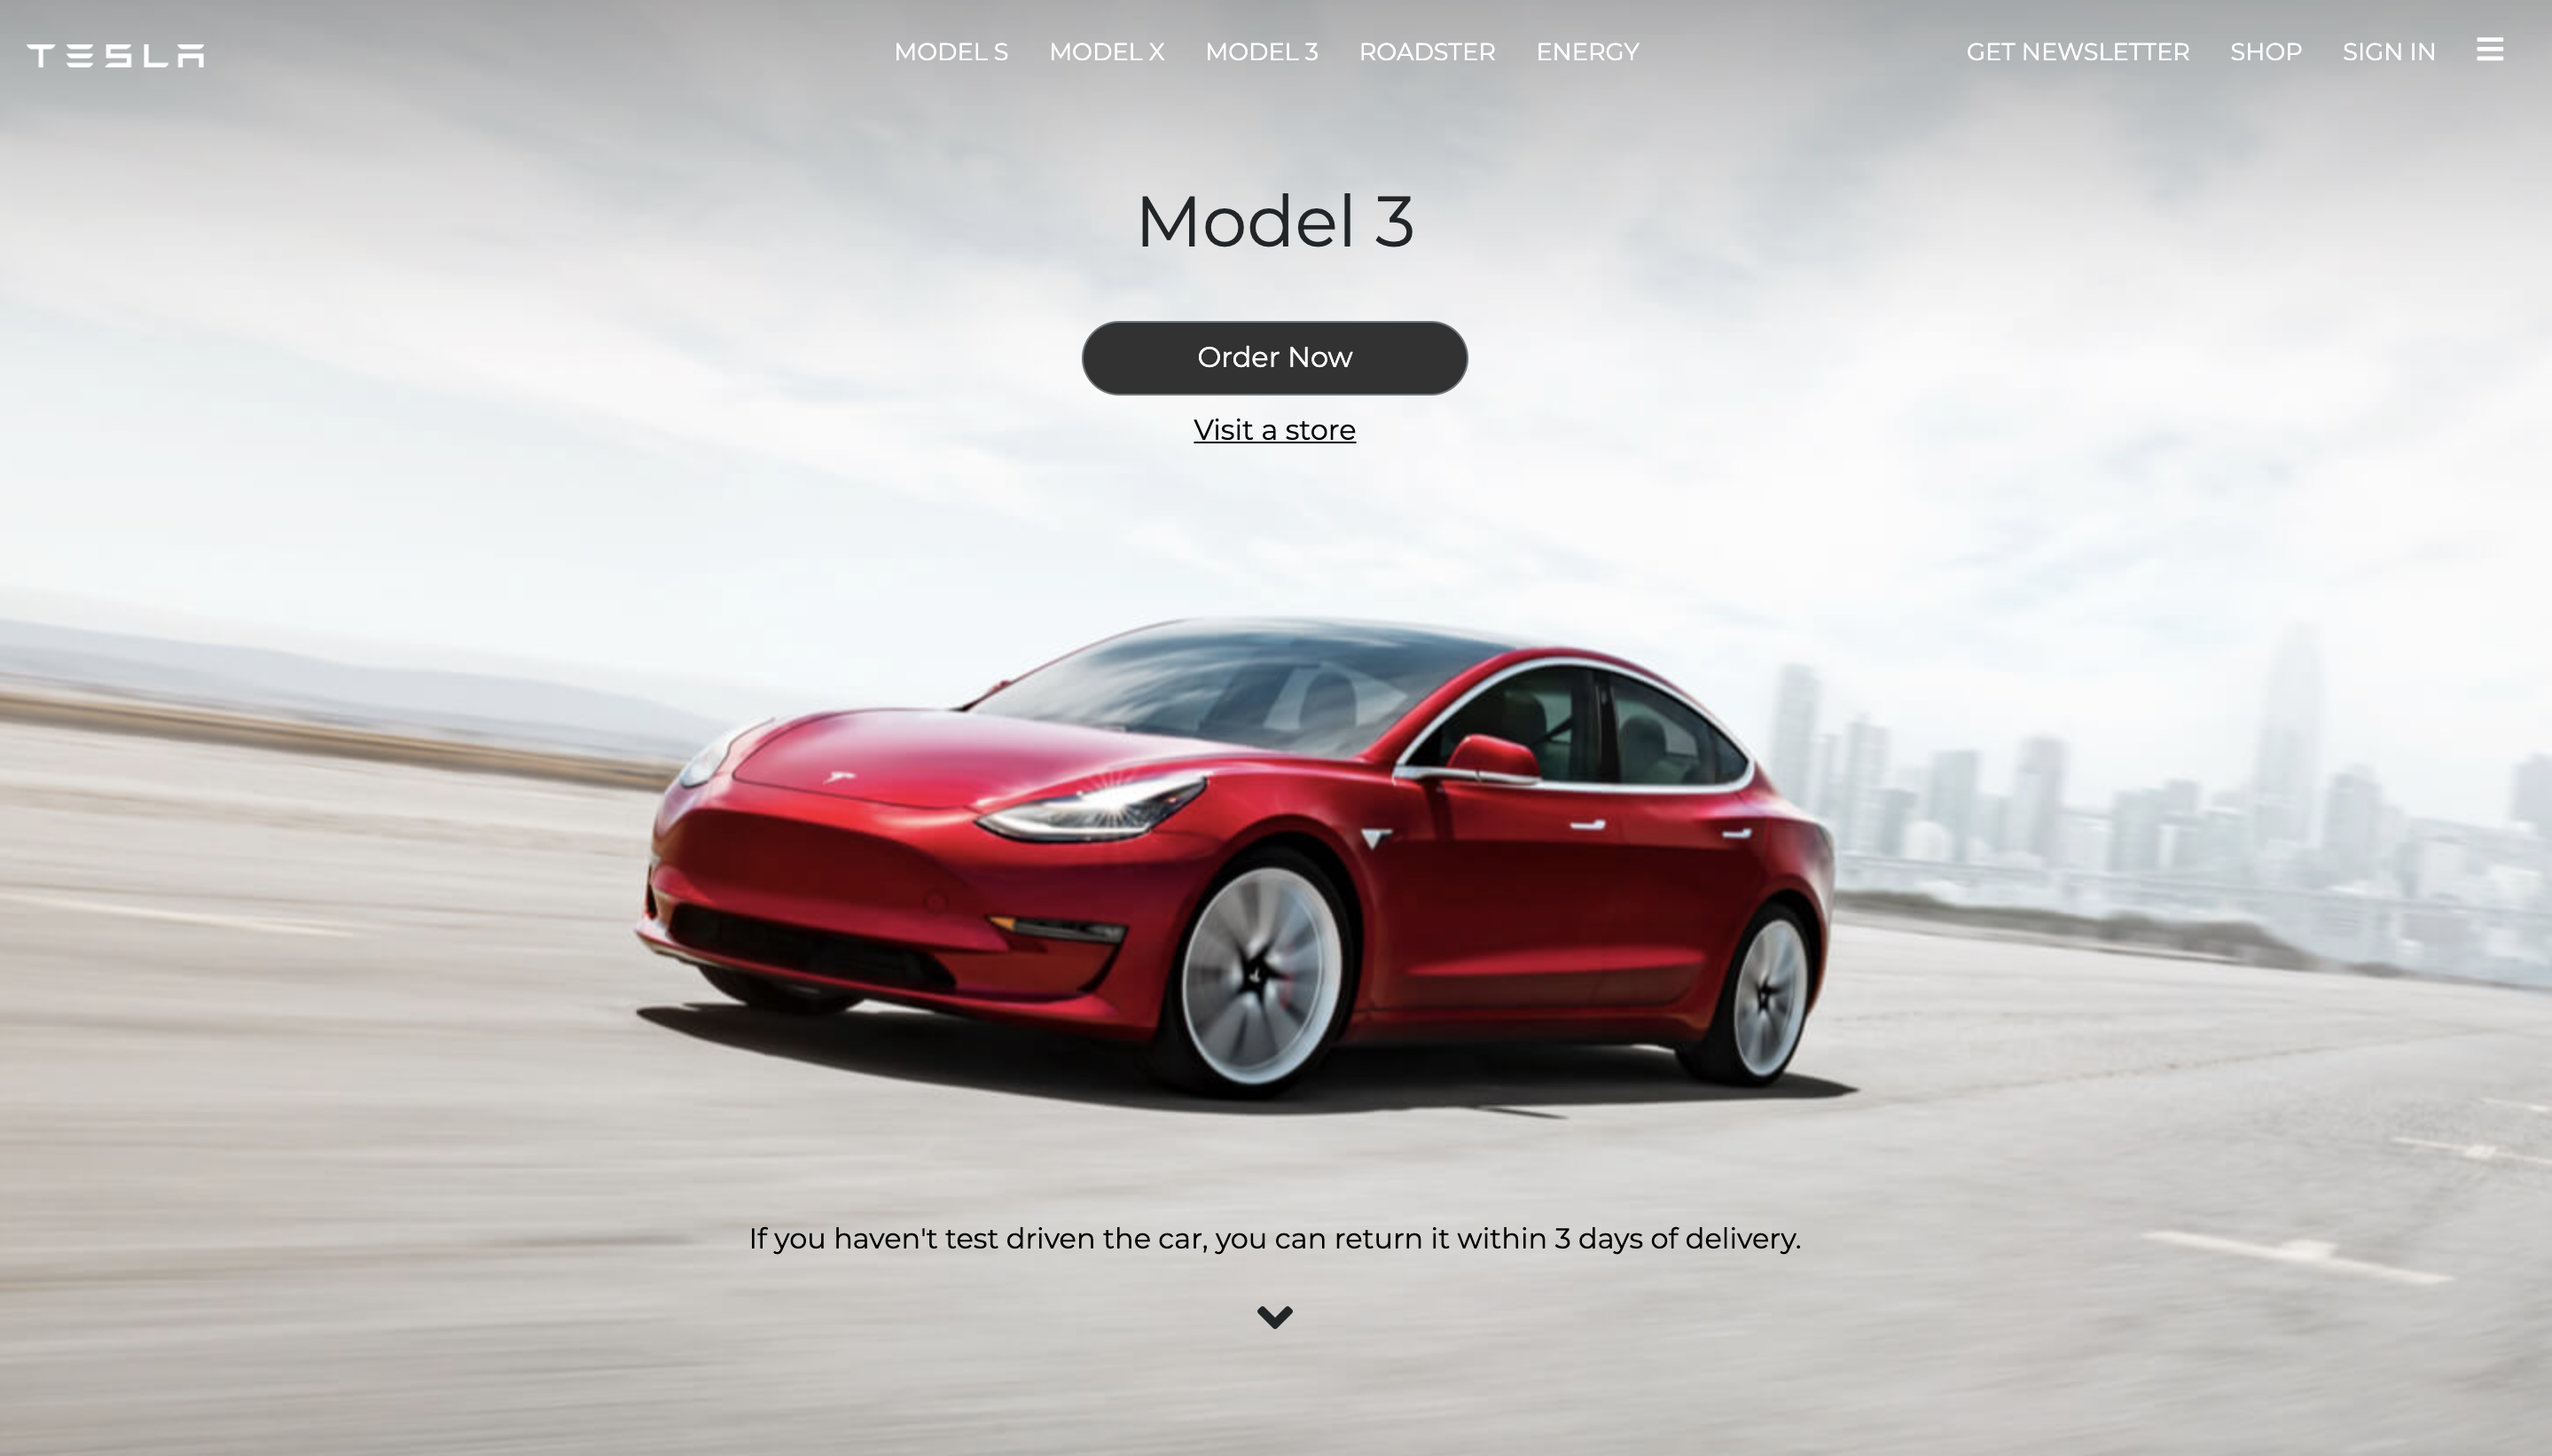 TESLA
MODEL S MODEL X MODEL 3 ROADSTER ENERGY
GET NEWSLETTER SHOP SIGN IN
Model 3
Order Now
Visit a store
If you haven't test driven the car, you can return it within 3 days of delivery.